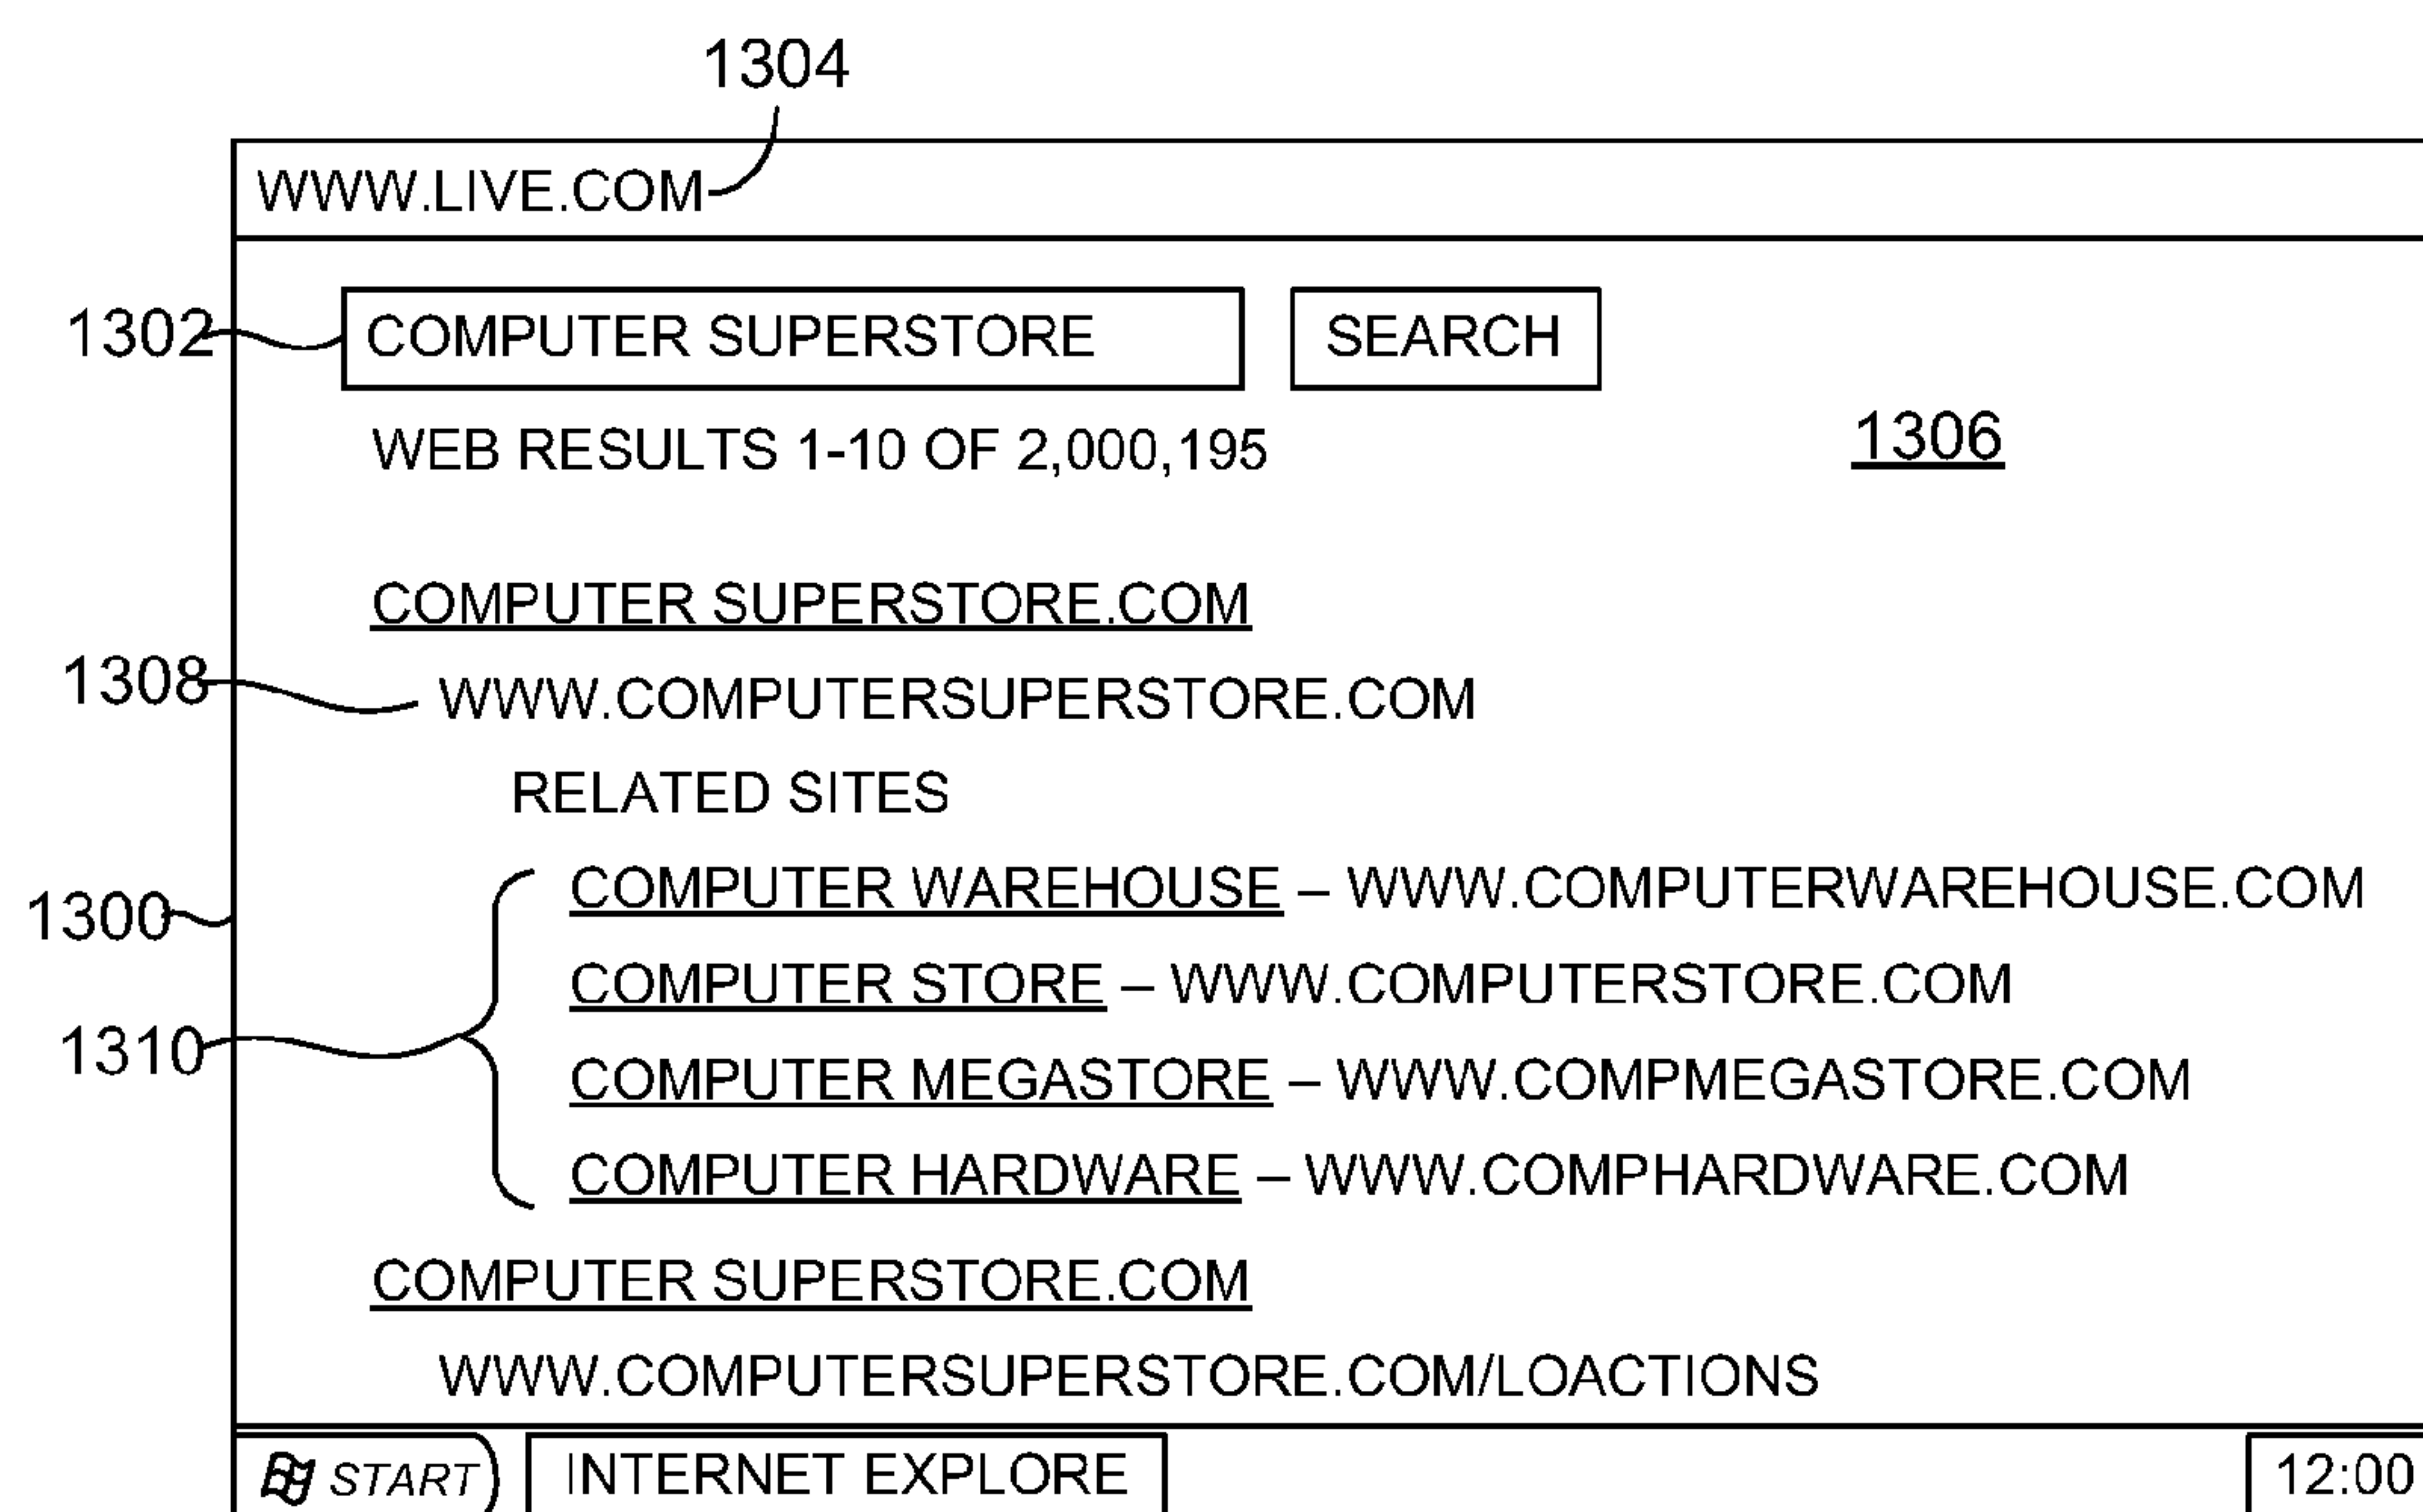 1304
WWW.LIVE.COM
1302 COMPUTER SUPERSTORE SEARCH
WEB RESULTS 1-10 OF 2,000,195
1306
COMPUTER SUPERSTORE.COM
1308 WWW.COMPUTERSUPERSTORE.COM
RELATED SITES
1300 COMPUTER WAREHOUSE – WWW.COMPUTERWAREHOUSE.COM
COMPUTER STORE – WWW.COMPUTERSTORE.COM
1310 COMPUTER MEGASTORE – WWW.COMPMEGASTORE.COM
COMPUTER HARDWARE – WWW.COMPHARDWARE.COM
COMPUTER SUPERSTORE.COM
WWW.COMPUTERSUPERSTORE.COM/LOACTIONS
START INTERNET EXPLORE 12:00